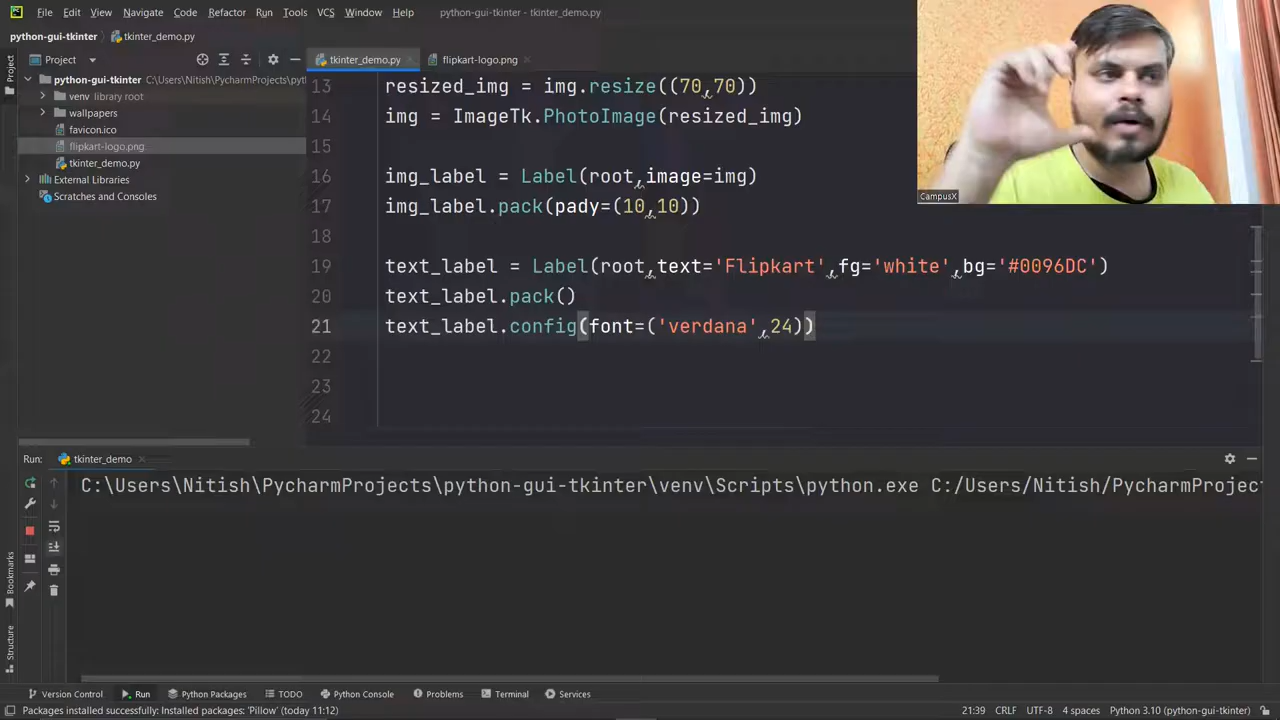 File Edit View Navigate Code Refactor Run Tools VCS Window Help python-gui-tkinter - tkinter_demo.py
python-gui-tkinter tkinter_demo.py
Project
Project
tkinter_demo.py
flipkart-logo.png
python-gui-tkinter C:\Users\Nitish\PycharmProjects\pyth
venv library root
wallpapers
favicon.ico
flipkart-logo.png
tkinter_demo.py
External Libraries
Scratches and Consoles
13 resized_img = img.resize((70,70))
14 img = ImageTk.PhotoImage(resized_img)
15
16 img_label = Label(root,image=img)
17 img_label.pack(pady=(10,10))
18
19 text_label = Label(root,text='Flipkart',fg='white',bg='#0096DC')
20 text_label.pack()
21 text_label.config(font=('verdana',24))
22
23
24
CampusX
Run: tkinter_demo
C:\Users\Nitish\PycharmProjects\python-gui-tkinter\venv\Scripts\python.exe C:/Users/Nitish/PycharmProject
Bookmarks
Structure
Version Control Run Python Packages TODO Python Console Problems Terminal Services
Packages installed successfully: Installed packages: 'Pillow' (today 11:12) 21:39 CRLF UTF-8 4 spaces Python 3.10 (python-gui-tkinter)